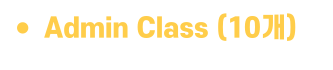 • Admin Class (10개)